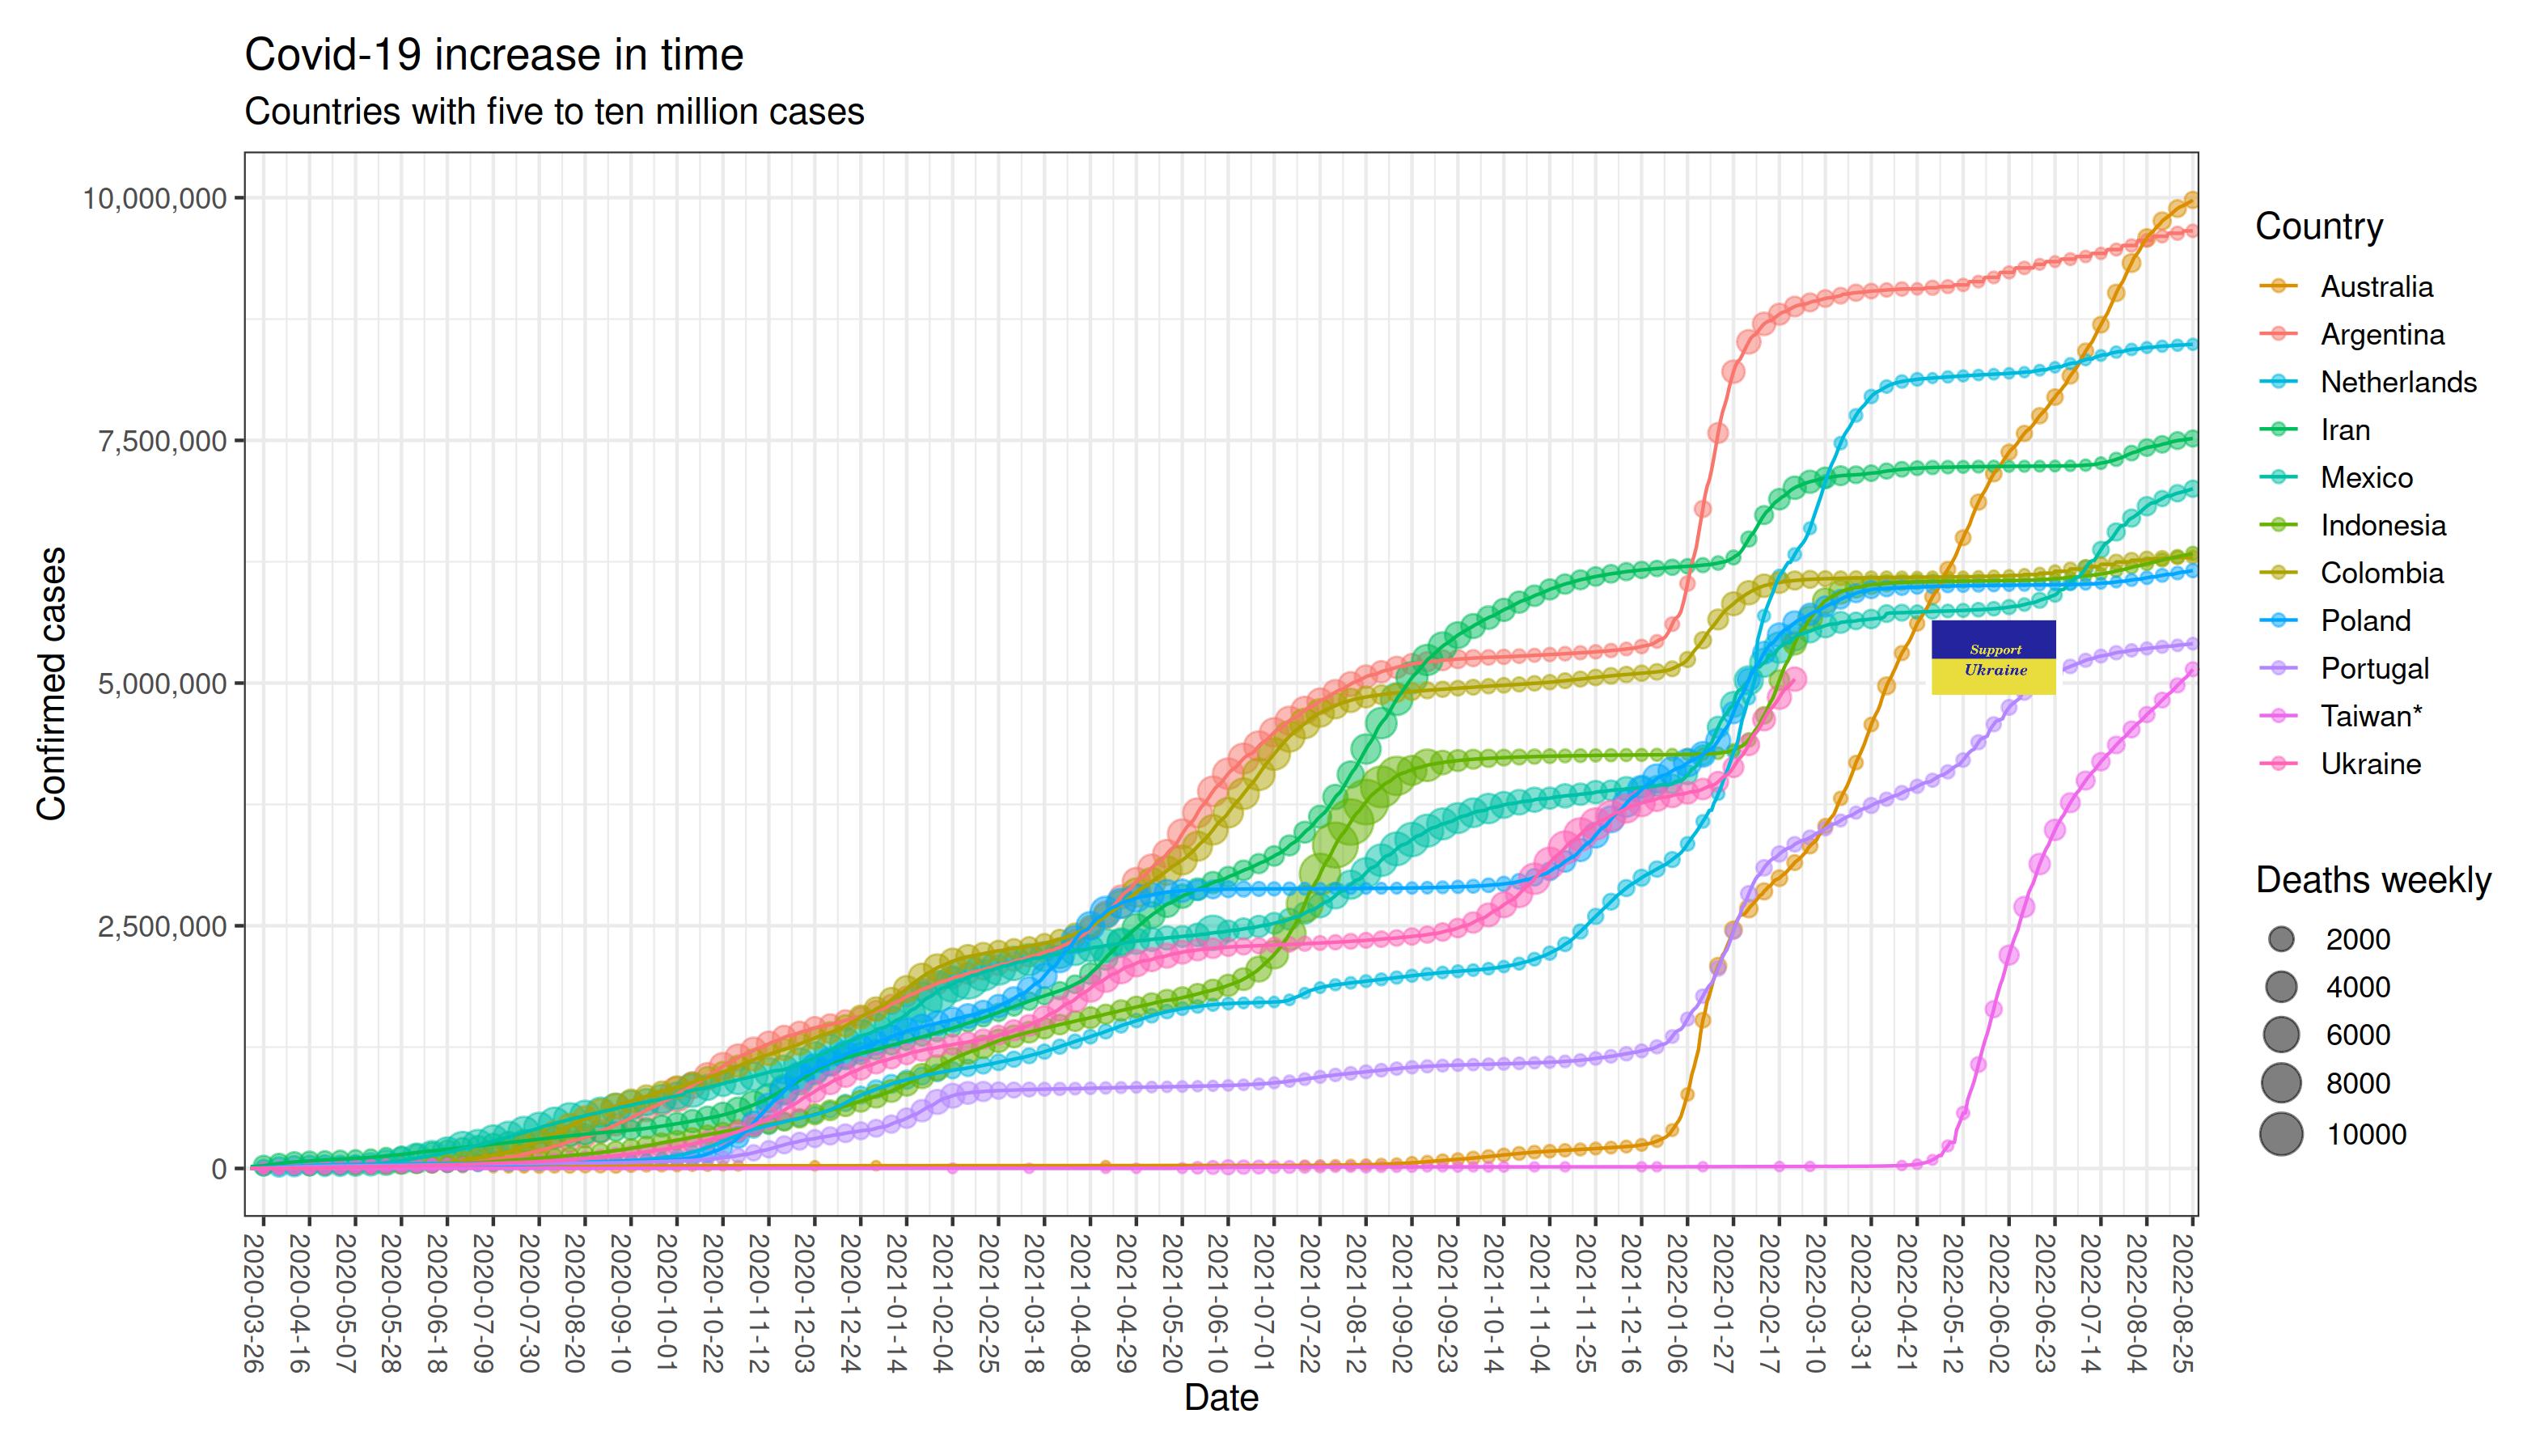 Covid-19 increase in time
Countries with five to ten million cases
Confirmed cases
10,000,000
7,500,000
5,000,000
2,500,000
0
Support
Ukraine
2020-03-26
2020-04-16
2020-05-07
2020-05-28
2020-06-18
2020-07-09
2020-07-30
2020-08-20
2020-09-10
2020-10-01
2020-10-22
2020-11-12
2020-12-03
2020-12-24
2021-01-14
2021-02-04
2021-02-25
2021-03-18
2021-04-08
2021-04-29
2021-05-20
2021-06-10
2021-07-01
2021-07-22
2021-08-12
2021-09-02
2021-09-23
2021-10-14
2021-11-04
2021-11-25
2021-12-16
2022-01-06
2022-01-27
2022-02-17
2022-03-10
2022-03-31
2022-04-21
2022-05-12
2022-06-02
2022-06-23
2022-07-14
2022-08-04
2022-08-25
Date
Country
Australia
Argentina
Netherlands
Iran
Mexico
Indonesia
Colombia
Poland
Portugal
Taiwan*
Ukraine
Deaths weekly
2000
4000
6000
8000
10000